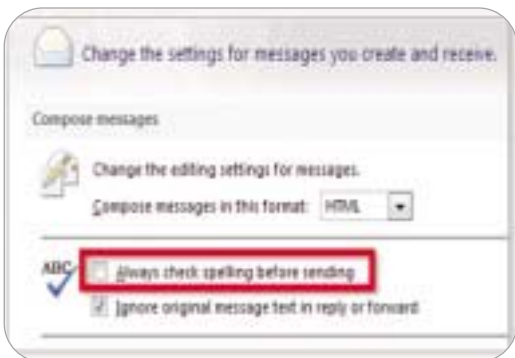 Change the settings for messages you create and receive.
Compose messages
Change the editing settings for messages.
Compose messages in this format: HTML
ABC
Always check spelling before sending
Ignore original message text in reply or forward